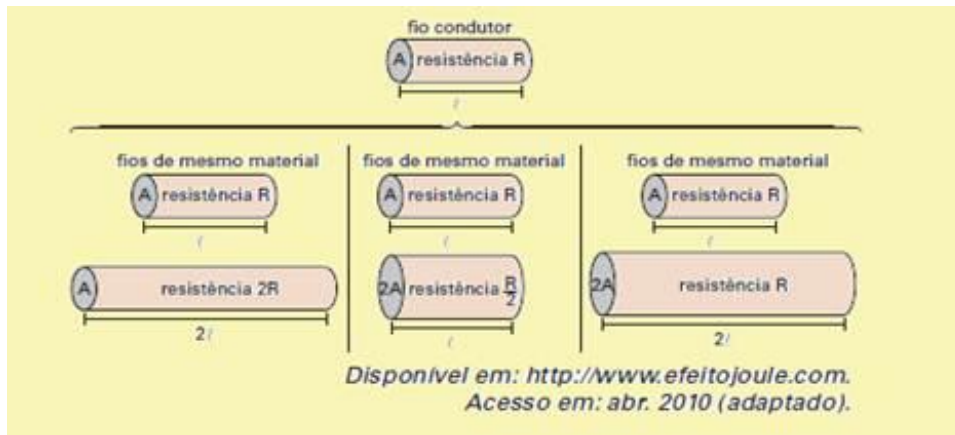 fio condutor
A resistência R
ℓ
fios de mesmo material
A resistência R
ℓ
A resistência 2R
2ℓ
fios de mesmo material
A resistência R
ℓ
2A resistência R/2
ℓ
fios de mesmo material
A resistência R
ℓ
2A resistência R
2ℓ
Disponível em: http://www.efeitojoule.com.
Acesso em: abr. 2010 (adaptado).